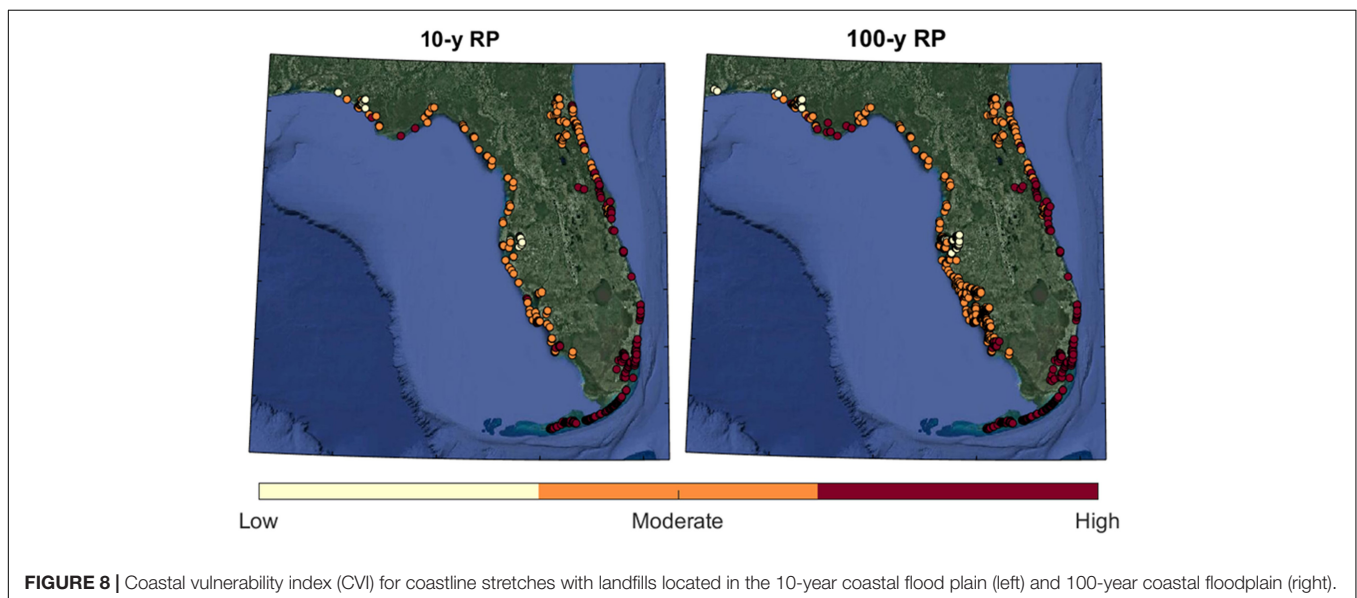 10-y RP
100-y RP
Low
Moderate
High
FIGURE 8 | Coastal vulnerability index (CVI) for coastline stretches with landfills located in the 10-year coastal flood plain (left) and 100-year coastal floodplain (right).